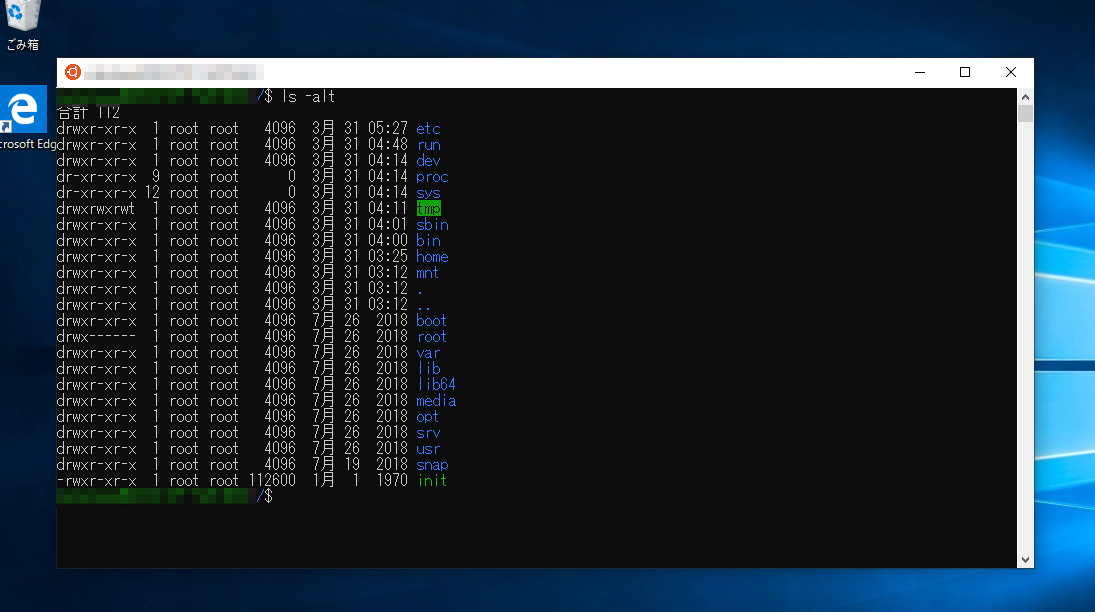 ごみ箱
crosoft Edg
/$ ls -alt
合計 112
drwxr-xr-x 1 root root 4096 3月 31 05:27 etc
drwxr-xr-x 1 root root 4096 3月 31 04:48 run
drwxr-xr-x 1 root root 4096 3月 31 04:14 dev
dr-xr-xr-x 9 root root 0 3月 31 04:14 proc
dr-xr-xr-x 12 root root 0 3月 31 04:14 sys
drwxrwxrwt 1 root root 4096 3月 31 04:11 tmp
drwxr-xr-x 1 root root 4096 3月 31 04:01 sbin
drwxr-xr-x 1 root root 4096 3月 31 04:00 bin
drwxr-xr-x 1 root root 4096 3月 31 03:25 home
drwxr-xr-x 1 root root 4096 3月 31 03:12 mnt
drwxr-xr-x 1 root root 4096 3月 31 03:12 .
drwxr-xr-x 1 root root 4096 3月 31 03:12 ..
drwxr-xr-x 1 root root 4096 7月 26 2018 boot
drwx------ 1 root root 4096 7月 26 2018 root
drwxr-xr-x 1 root root 4096 7月 26 2018 var
drwxr-xr-x 1 root root 4096 7月 26 2018 lib
drwxr-xr-x 1 root root 4096 7月 26 2018 lib64
drwxr-xr-x 1 root root 4096 7月 26 2018 media
drwxr-xr-x 1 root root 4096 7月 26 2018 opt
drwxr-xr-x 1 root root 4096 7月 26 2018 srv
drwxr-xr-x 1 root root 4096 7月 26 2018 usr
drwxr-xr-x 1 root root 4096 7月 19 2018 snap
-rwxr-xr-x 1 root root 112600 1月 1 1970 init
/$